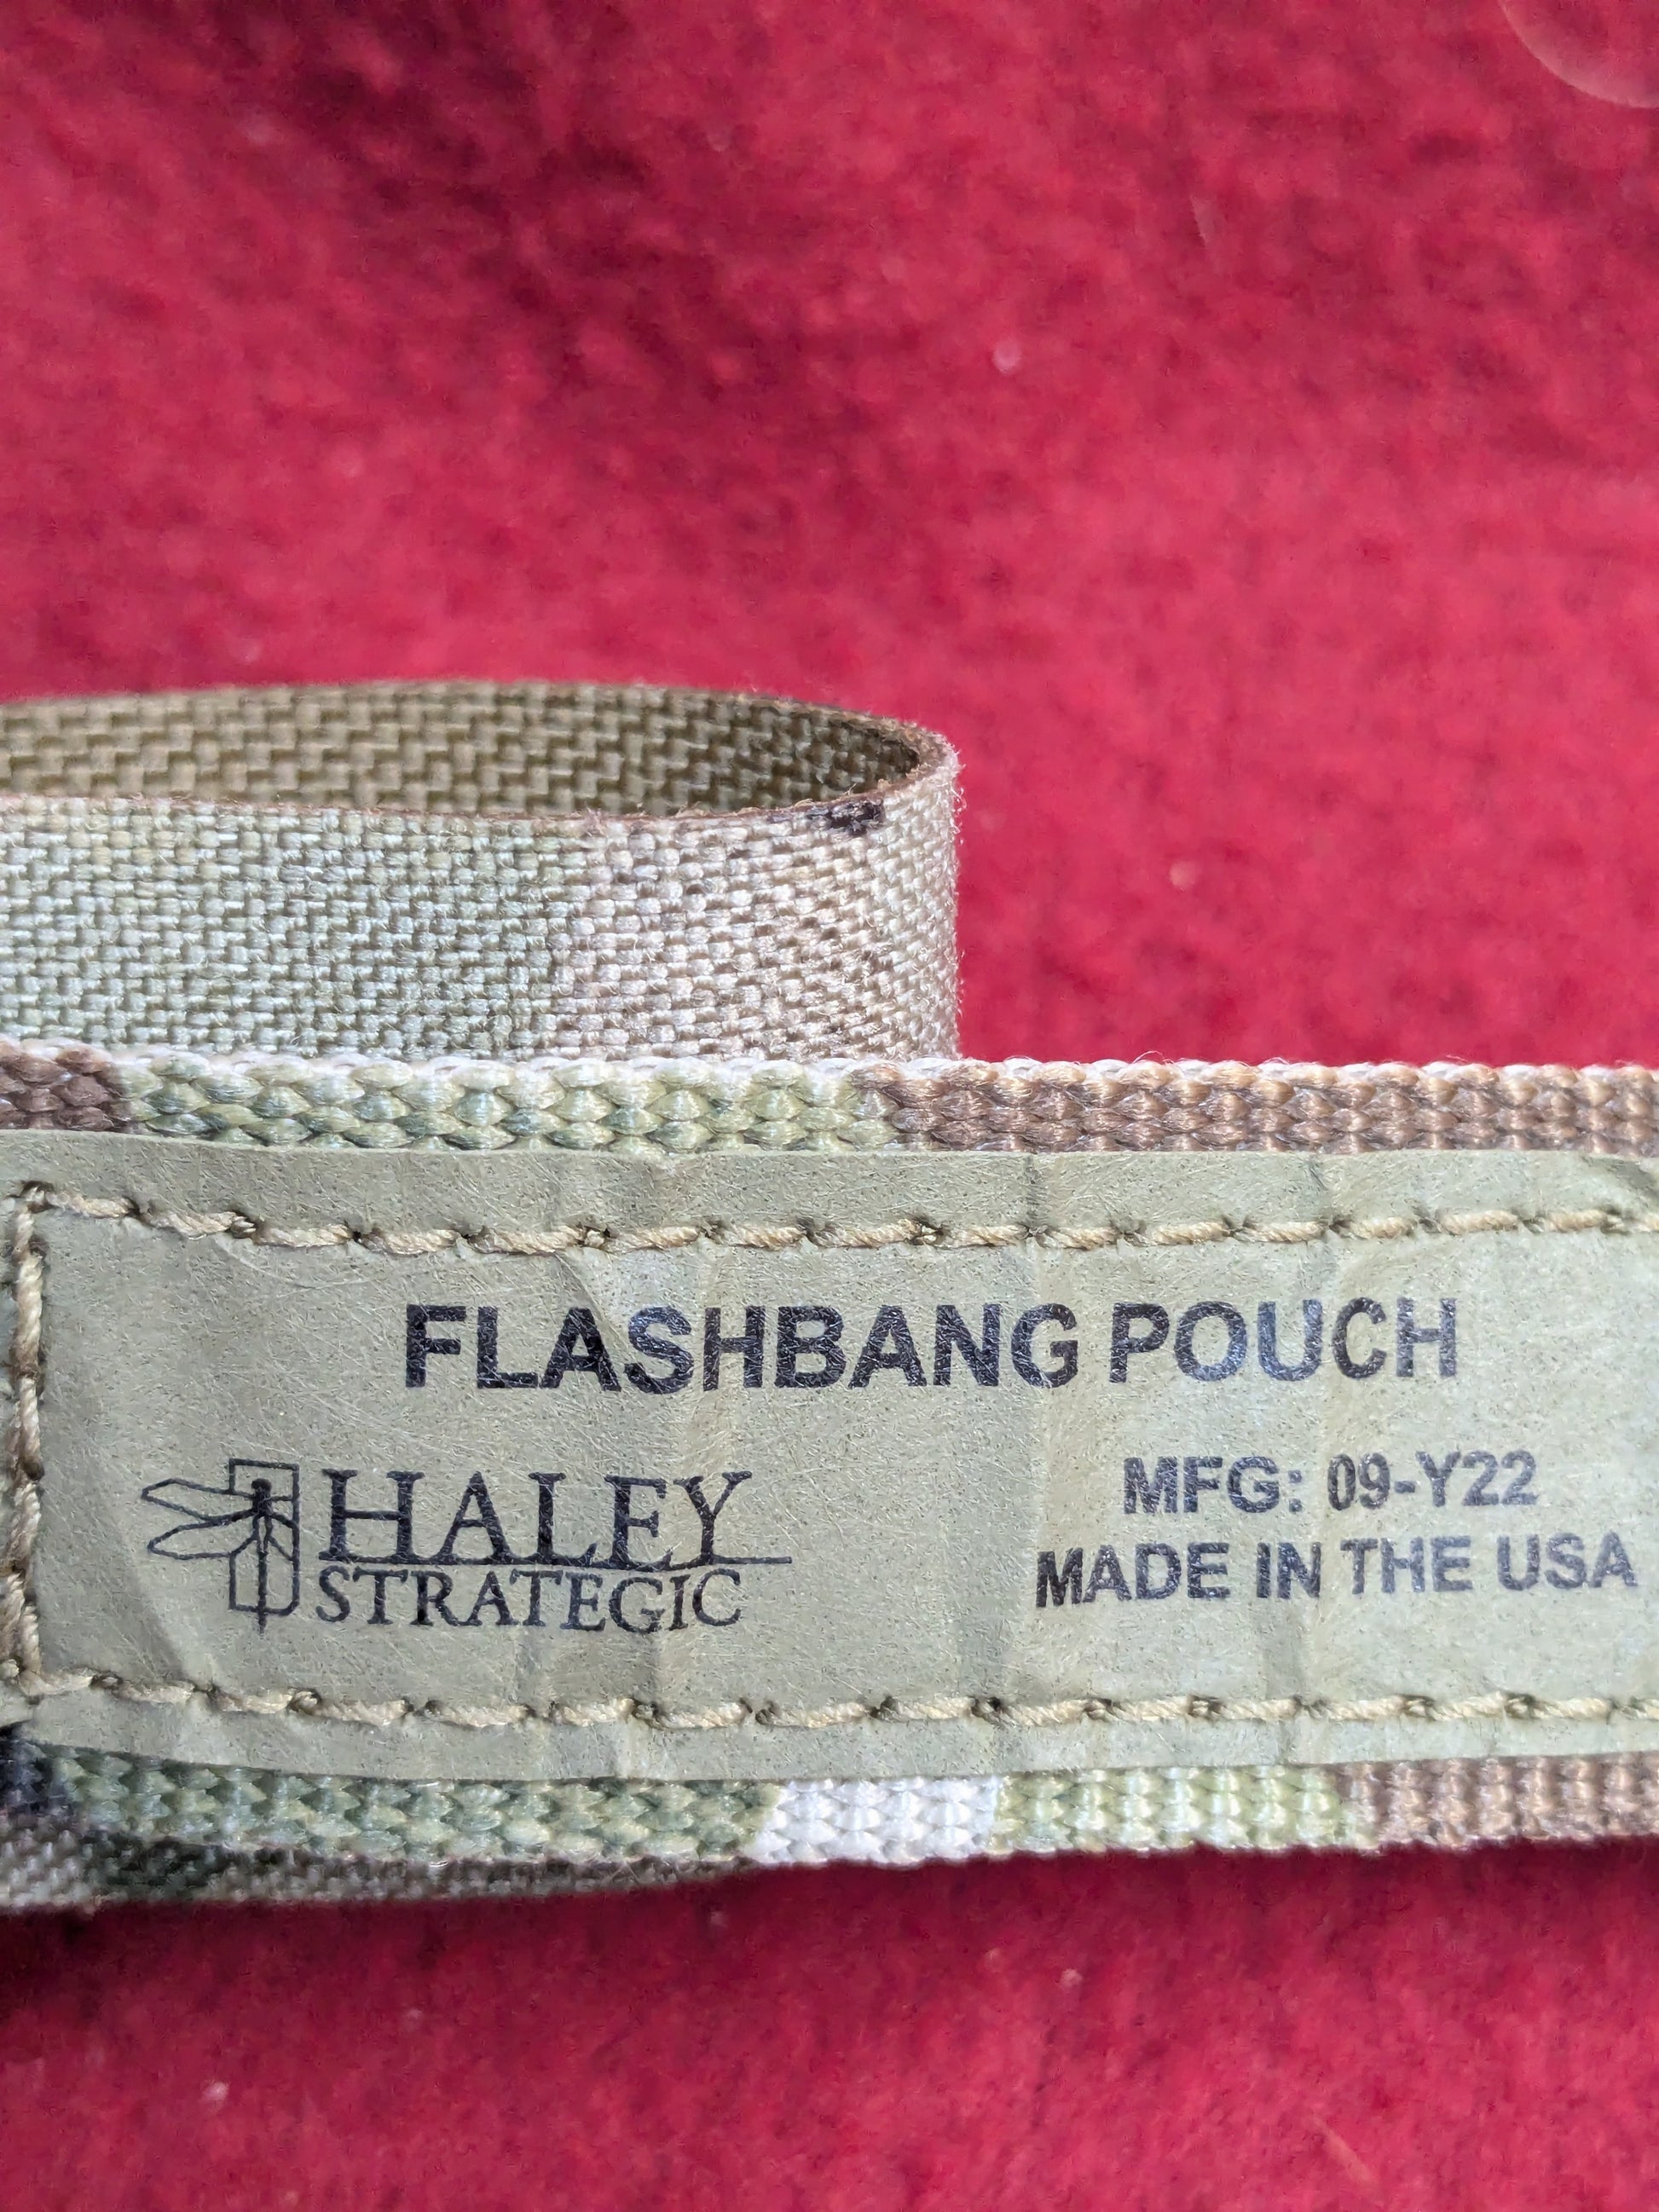 FLASHBANG POUCH
HALEY
STRATEGIC
MFG: 09-Y22
MADE IN THE USA